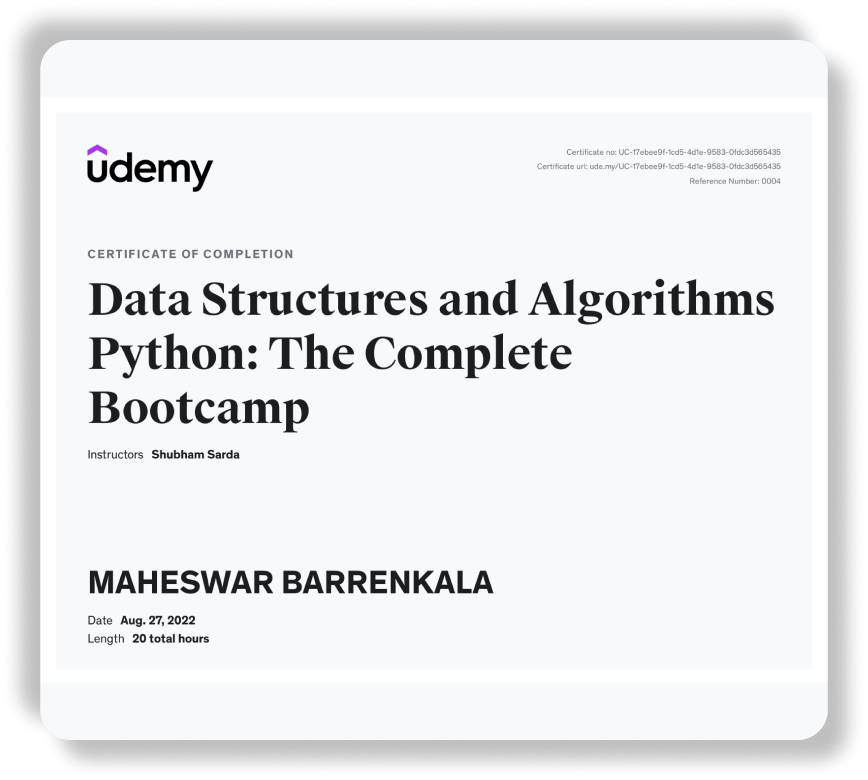 udemy
Certificate no: UC-17ebee9f-1cd5-4d1e-9583-0fdc3d565435
Certificate url: ude.my/UC-17ebee9f-1cd5-4d1e-9583-0fdc3d565435
Reference Number: 0004
CERTIFICATE OF COMPLETION
Data Structures and Algorithms
Python: The Complete
Bootcamp
Instructors Shubham Sarda
MAHESWAR BARRENKALA
Date Aug. 27, 2022
Length 20 total hours